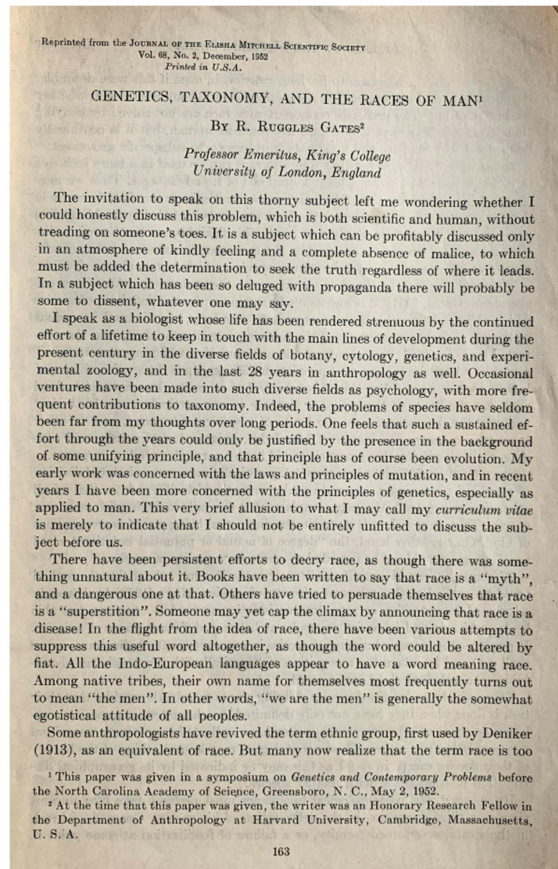 Reprinted from the JOURNAL OF THE ELISHA MITCHELL SCIENTIFIC SOCIETY
Vol. 68, No. 2, December, 1952
Printed in U.S.A.
GENETICS, TAXONOMY, AND THE RACES OF MAN¹
BY R. RUGGLES GATES²
Professor Emeritus, King's College
University of London, England
The invitation to speak on this thorny subject left me wondering whether I
could honestly discuss this problem, which is both scientific and human, without
treading on someone's toes. It is a subject which can be profitably discussed only
in an atmosphere of kindly feeling and a complete absence of malice, to which
must be added the determination to seek the truth regardless of where it leads.
In a subject which has been so deluged with propaganda there will probably be
some to dissent, whatever one may say.
I speak as a biologist whose life has been rendered strenuous by the continued
effort of a lifetime to keep in touch with the main lines of development during the
present century in the diverse fields of botany, cytology, genetics, and experi-
mental zoology, and in the last 28 years in anthropology as well. Occasional
ventures have been made into such diverse fields as psychology, with more fre-
quent contributions to taxonomy. Indeed, the problems of species have seldom
been far from my thoughts over long periods. One feels that such a sustained ef-
fort through the years could only be justified by the presence in the background
of some unifying principle, and that principle has of course been evolution. My
early work was concerned with the laws and principles of mutation, and in recent
years I have been more concerned with the principles of genetics, especially as
applied to man. This very brief allusion to what I may call my curriculum vitae
is merely to indicate that I should not be entirely unfitted to discuss the sub-
ject before us.
There have been persistent efforts to decry race, as though there was some-
thing unnatural about it. Books have been written to say that race is a "myth",
and a dangerous one at that. Others have tried to persuade themselves that race
is a "superstition". Someone may yet cap the climax by announcing that race is a
disease! In the flight from the idea of race, there have been various attempts to
suppress this useful word altogether, as though the word could be altered by
fiat. All the Indo-European languages appear to have a word meaning race.
Among native tribes, their own name for themselves most frequently turns out
to mean "the men". In other words, "we are the men" is generally the somewhat
egotistical attitude of all peoples.
Some anthropologists have revived the term ethnic group, first used by Deniker
(1913), as an equivalent of race. But many now realize that the term race is too
¹ This paper was given in a symposium on Genetics and Contemporary Problems before
the North Carolina Academy of Science, Greensboro, N. C., May 2, 1952.
² At the time that this paper was given, the writer was an Honorary Research Fellow in
the Department of Anthropology at Harvard University, Cambridge, Massachusetts,
U. S. A.
163